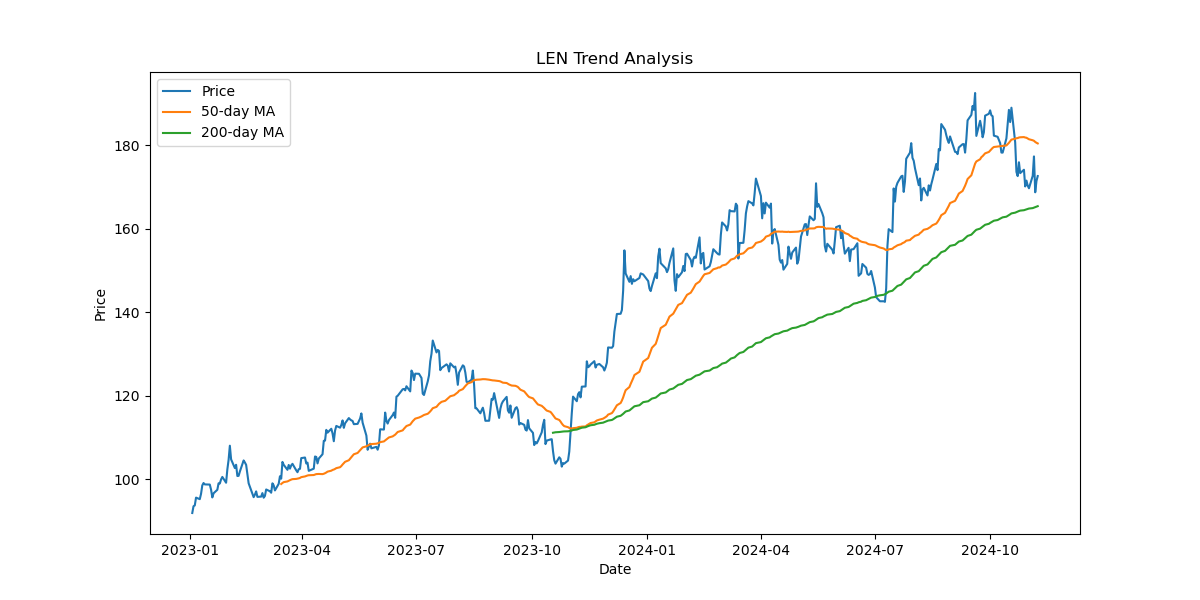 LEN Trend Analysis
Price
50-day MA
200-day MA
Price
180
160
140
120
100
2023-01
2023-04
2023-07
2023-10
2024-01
2024-04
2024-07
2024-10
Date